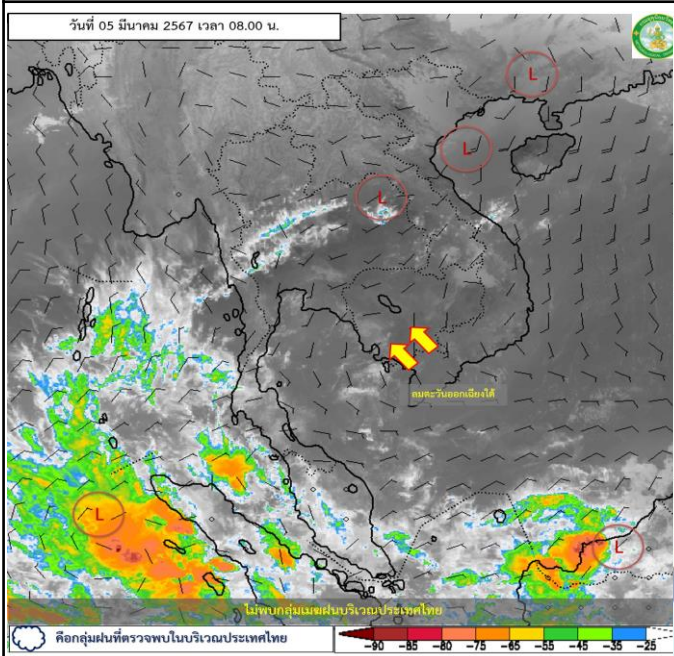 วันที่ 05 มีนาคม 2567 เวลา 08.00 น.
L
L
L
ลมตะวันออกเฉียงใต้
L
L
ไม่พบกลุ่มเมฆฝนบริเวณประเทศไทย
คือกลุ่มฝนที่ตรวจพบในบริเวณประเทศไทย
-90 -85 -80 -75 -65 -55 -45 -35 -25